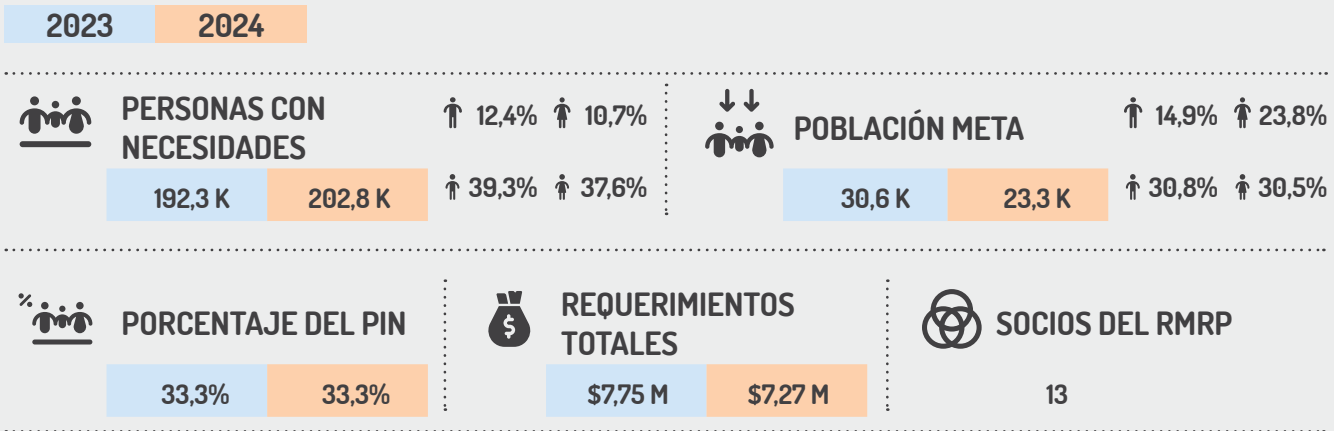 2023 2024
PERSONAS CON
NECESIDADES
12,4% 10,7%
192,3 K 202,8 K
39,3% 37,6%
POBLACIÓN META
14,9% 23,8%
30,6 K 23,3 K
30,8% 30,5%
%
PORCENTAJE DEL PIN
33,3% 33,3%
$
REQUERIMIENTOS
TOTALES
$7,75 M $7,27 M
SOCIOS DEL RMRP
13